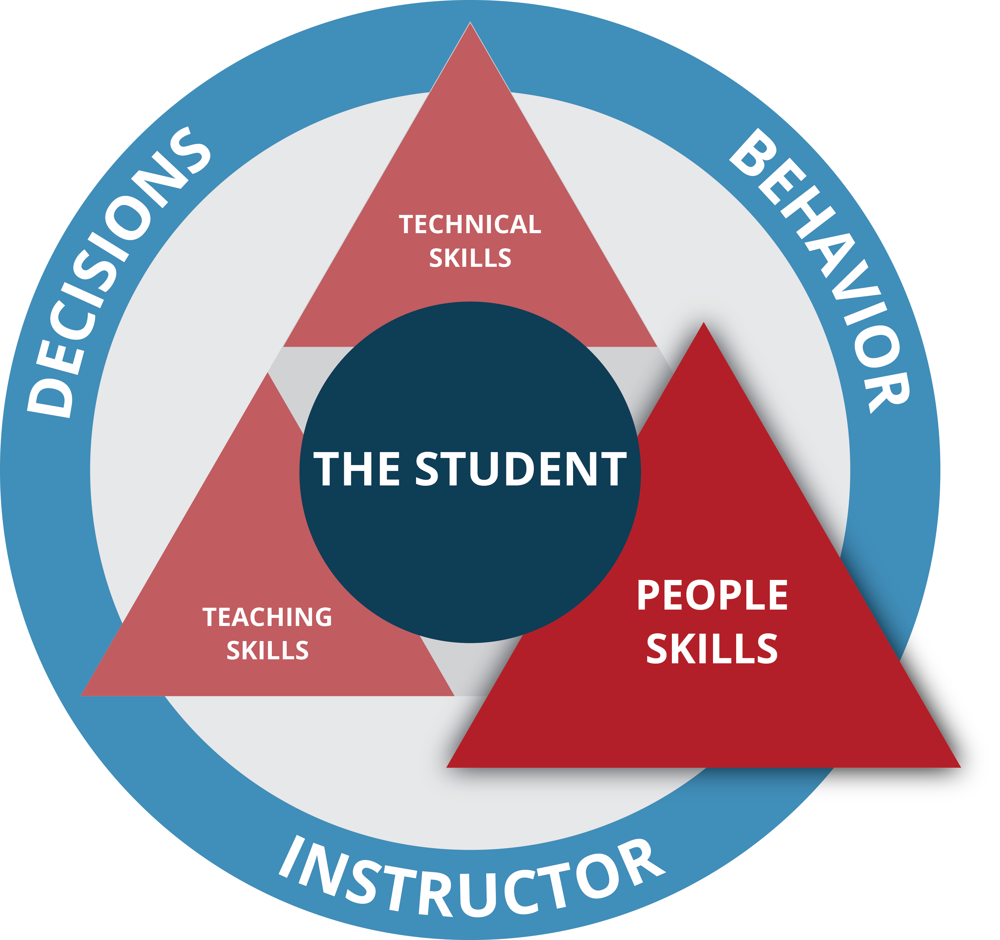 DECISIONS
BEHAVIOR
TECHNICAL
SKILLS
THE STUDENT
TEACHING
SKILLS
PEOPLE
SKILLS
INSTRUCTOR